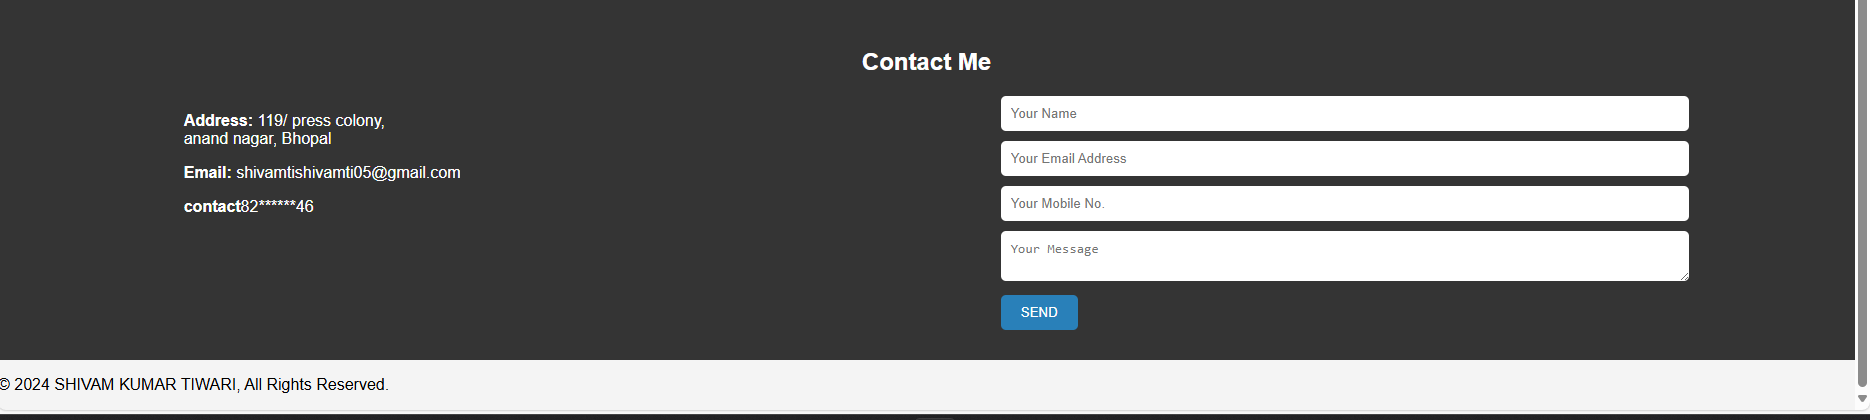 Contact Me
Address: 119/ press colony,
anand nagar, Bhopal
Email: shivamtishivamti05@gmail.com
contact82******46
Your Name
Your Email Address
Your Mobile No.
Your Message
SEND
© 2024 SHIVAM KUMAR TIWARI, All Rights Reserved.